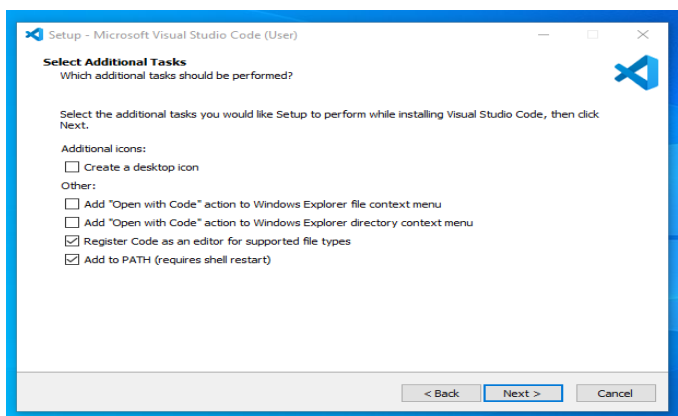 Setup - Microsoft Visual Studio Code (User)
Select Additional Tasks
Which additional tasks should be performed?
Select the additional tasks you would like Setup to perform while installing Visual Studio Code, then click
Next.
Additional icons:
Create a desktop icon
Other:
Add "Open with Code" action to Windows Explorer file context menu
Add "Open with Code" action to Windows Explorer directory context menu
Register Code as an editor for supported file types
Add to PATH (requires shell restart)
< Back Next > Cancel